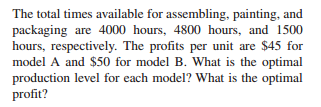 The total times available for assembling, painting, and
packaging are 4000 hours, 4800 hours, and 1500
hours, respectively. The profits per unit are $45 for
model A and $50 for model B. What is the optimal
production level for each model? What is the optimal
profit?